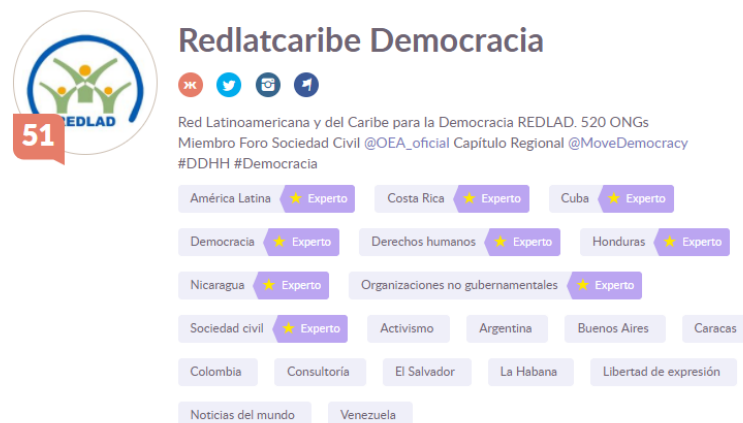 Redlatcaribe Democracia
REDLAD
51
Red Latinoamericana y del Caribe para la Democracia REDLAD. 520 ONGs
Miembro Foro Sociedad Civil @OEA_oficial Capítulo Regional @MoveDemocracy
#DDHH #Democracia
América Latina Experto Costa Rica Experto Cuba Experto
Democracia Experto Derechos humanos Experto Honduras Experto
Nicaragua Experto Organizaciones no gubernamentales Experto
Sociedad civil Experto Activismo Argentina Buenos Aires Caracas
Colombia Consultoría El Salvador La Habana Libertad de expresión
Noticias del mundo Venezuela